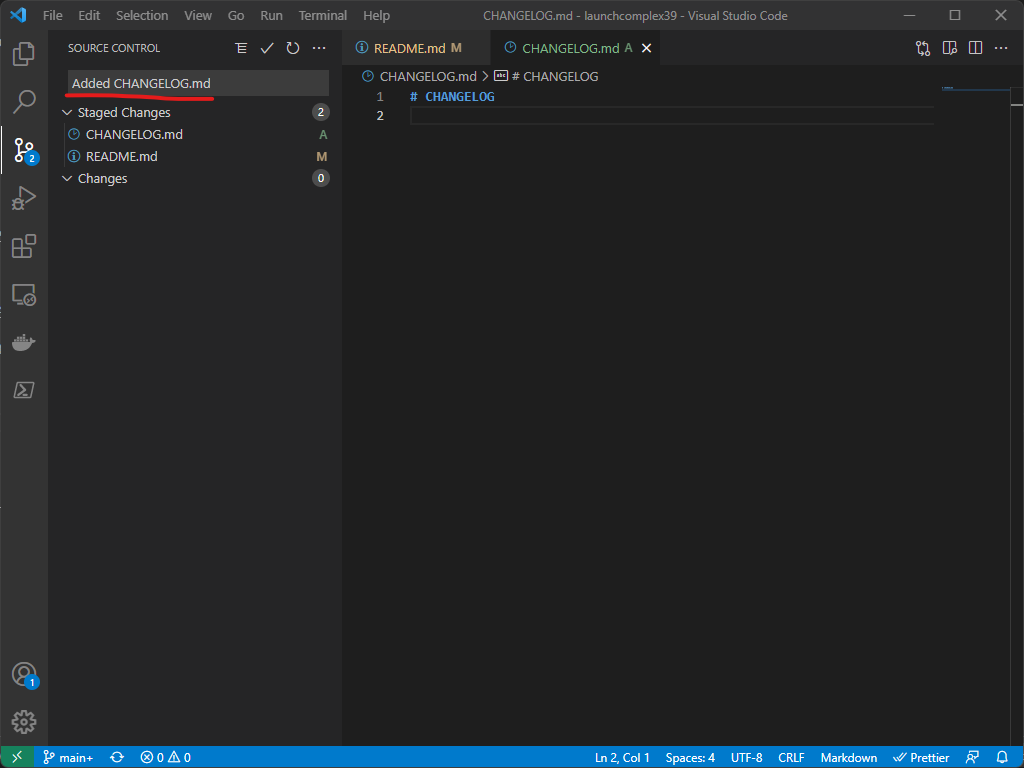 File Edit Selection View Go Run Terminal Help CHANGELOG.md - launchcomplex39 - Visual Studio Code
SOURCE CONTROL
README.md M CHANGELOG.md A
Added CHANGELOG.md
CHANGELOG.md > abc # CHANGELOG
Staged Changes 2
CHANGELOG.md A
README.md M
Changes 0
1 # CHANGELOG
2
2
1
main+ 0 0 Ln 2, Col 1 Spaces: 4 UTF-8 CRLF Markdown Prettier